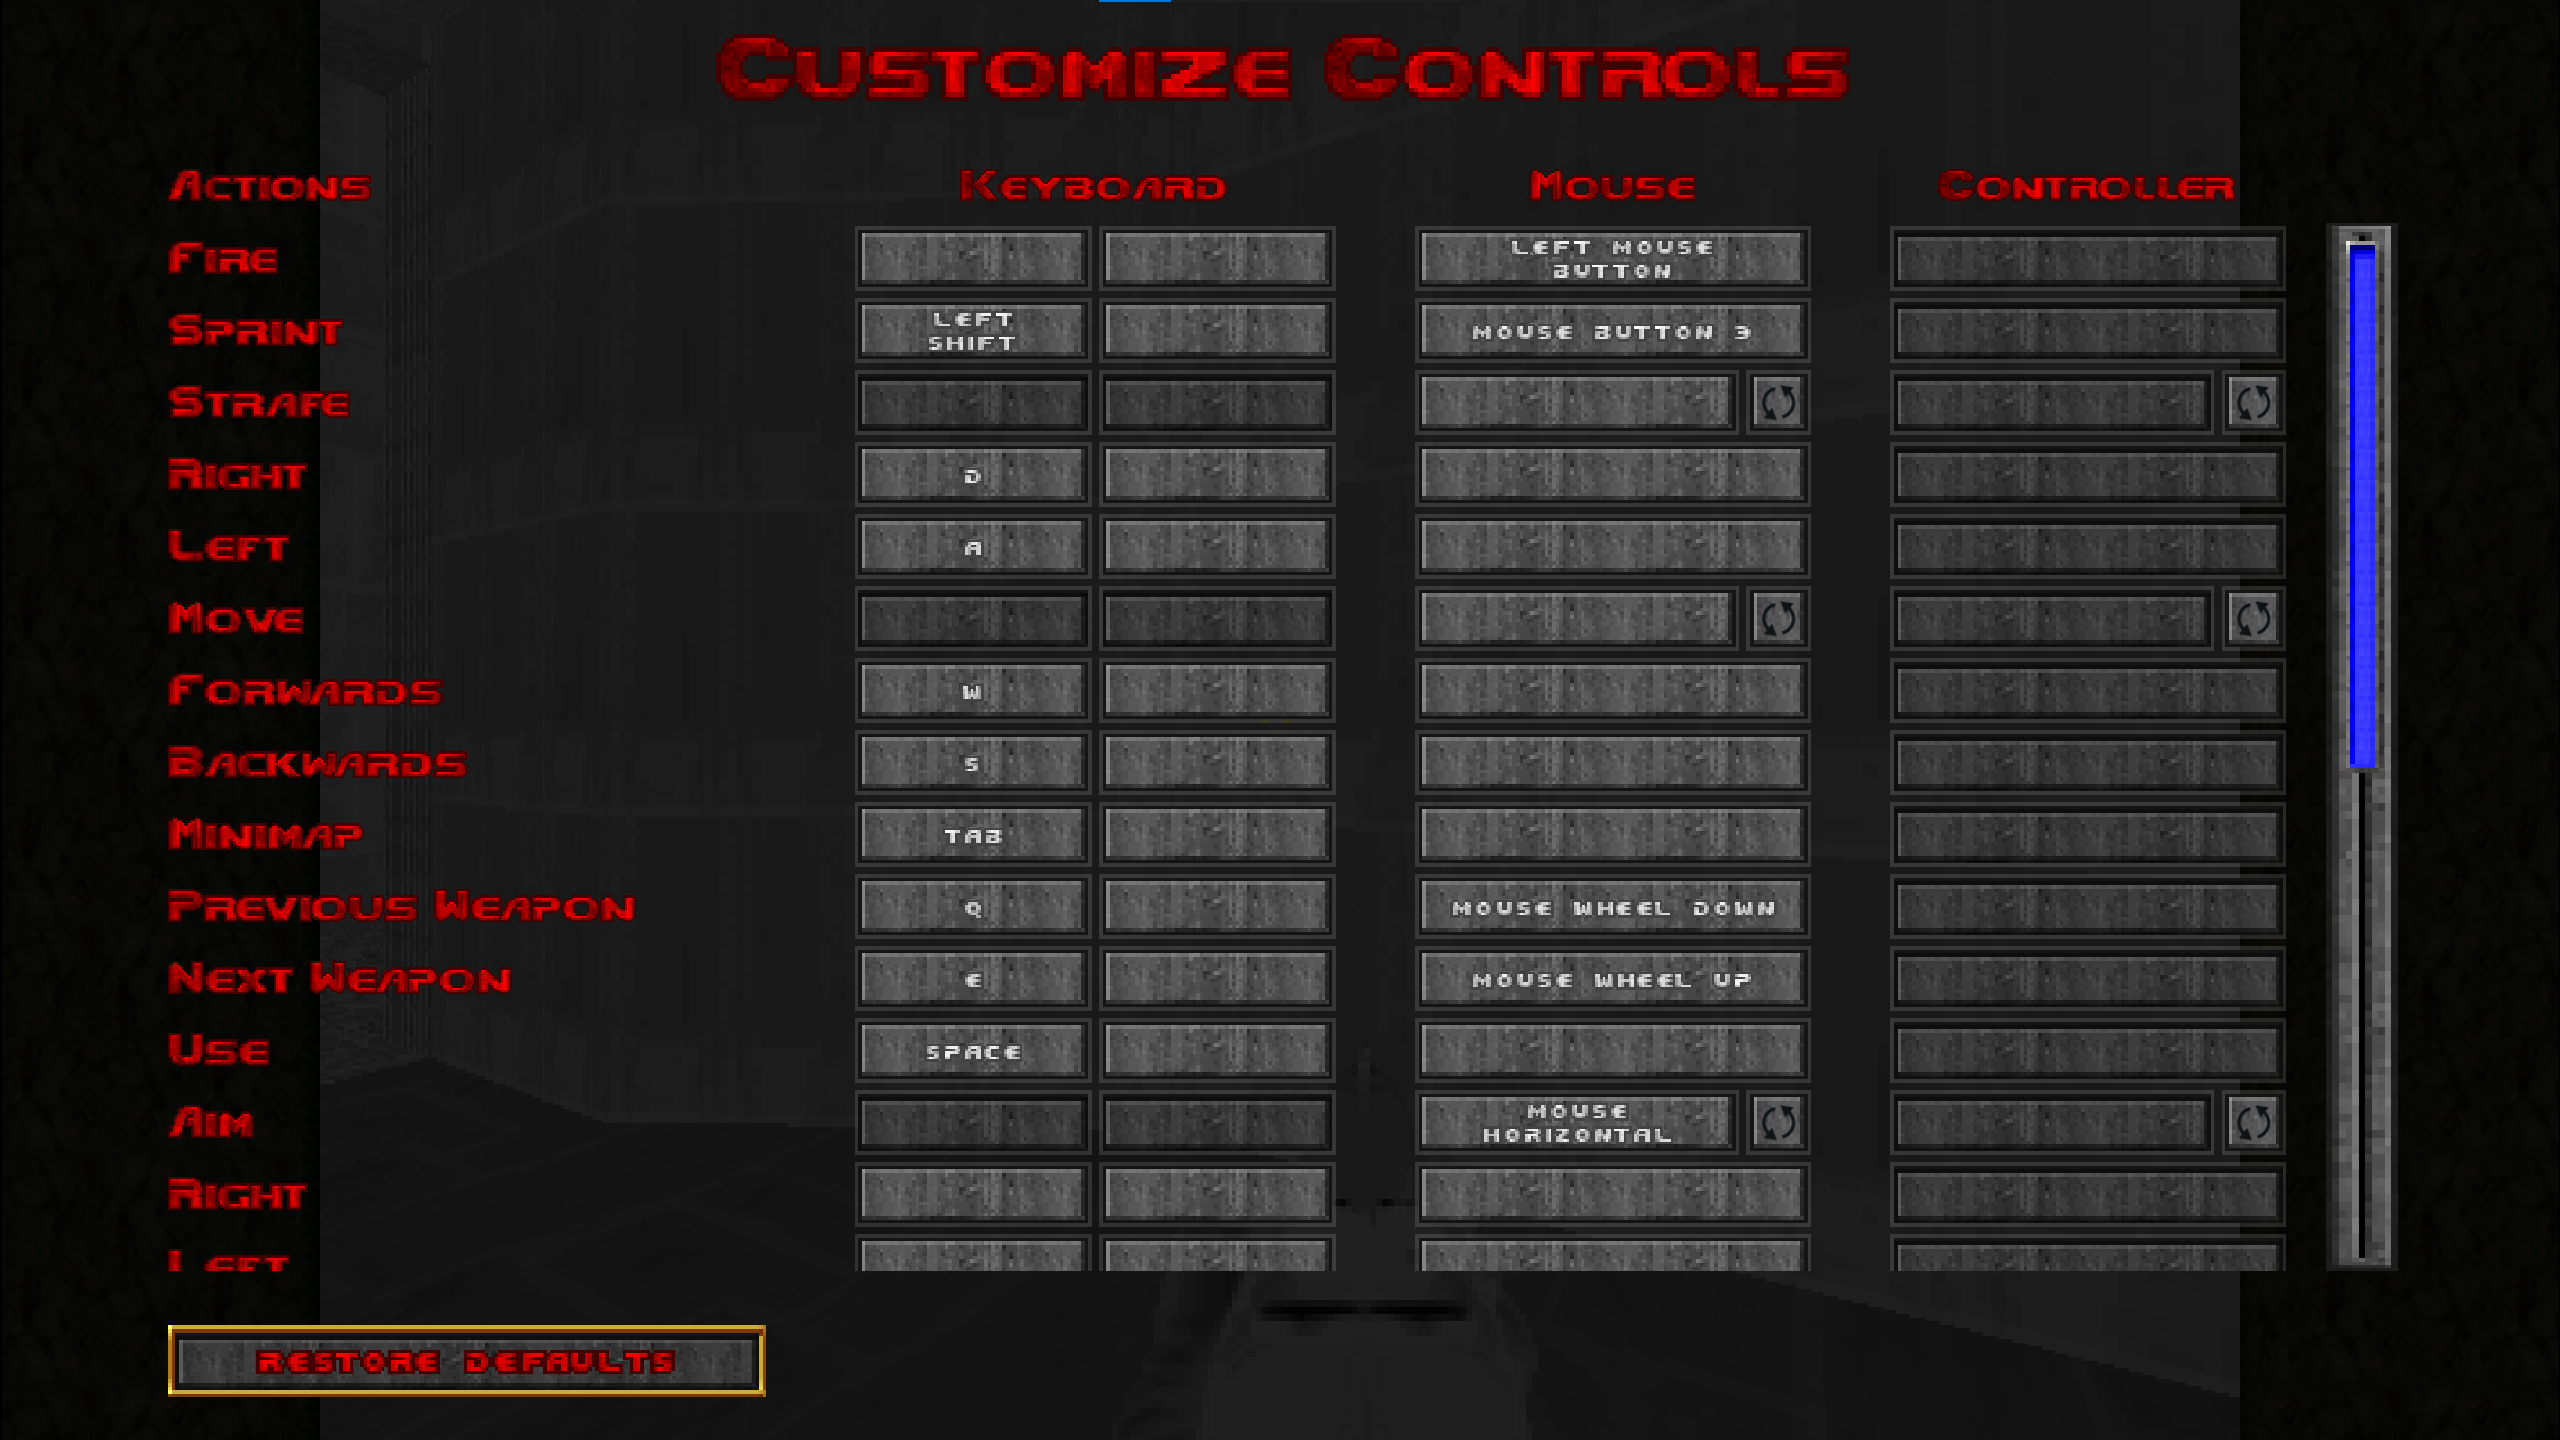 Customize Controls
Actions Keyboard Mouse Controller
Fire LEFT MOUSE
BUTTON
Sprint LEFT
SHIFT MOUSE BUTTON 3
Strafe
Right D
Left A
Move
Forwards W
Backwards S
Minimap TAB
Previous Weapon Q MOUSE WHEEL DOWN
Next Weapon E MOUSE WHEEL UP
Use SPACE
Aim MOUSE
HORIZONTAL
Right
Left
RESTORE DEFAULTS